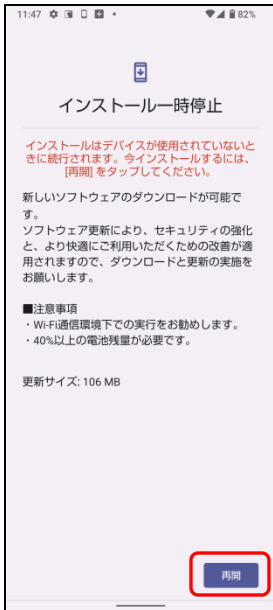 11:47
82%
インストール一時停止
インストールはデバイスが使用されていないと
きに続行されます。今インストールするには、
[再開] をタップしてください。
新しいソフトウェアのダウンロードが可能で
す。
ソフトウェア更新により、セキュリティの強化
と、より快適にご利用いただくための改善が適
用されますので、ダウンロードと更新の実施を
お願いします。
■注意事項
・Wi-Fi通信環境下での実行をお勧めします。
・40%以上の電池残量が必要です。
更新サイズ: 106 MB
再開